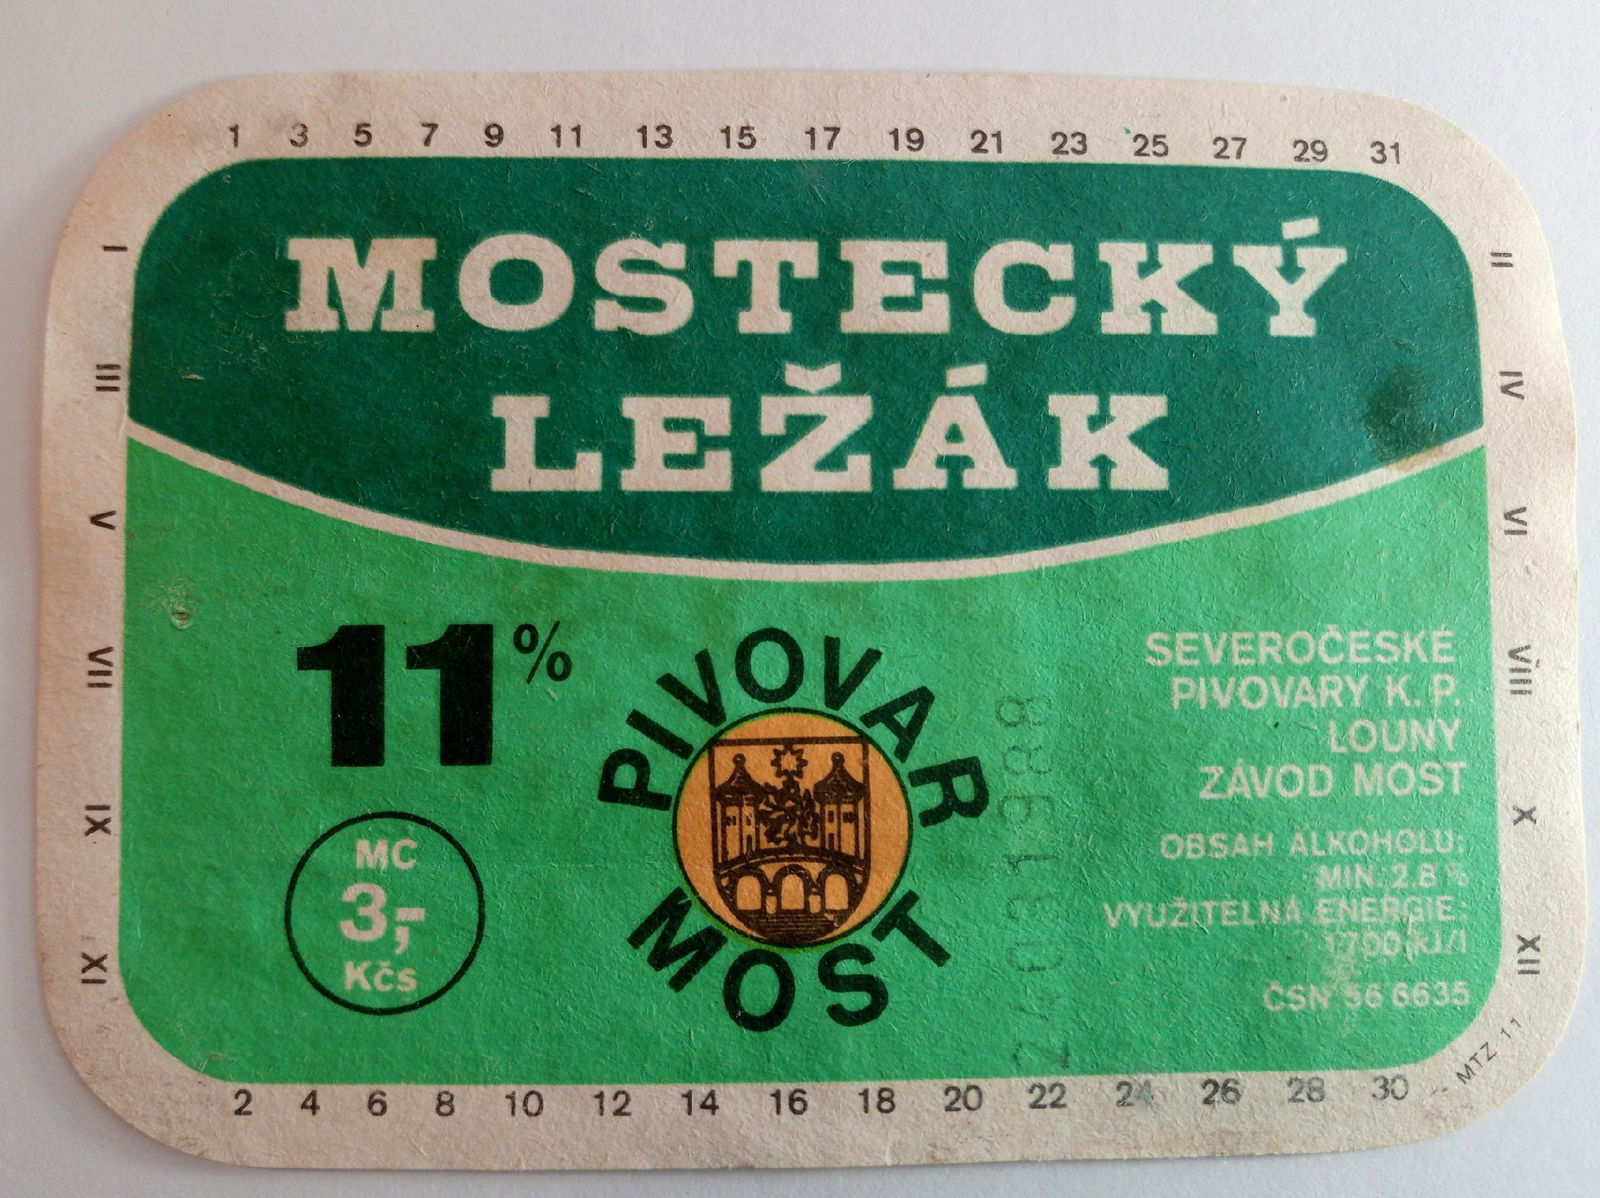 1 3 5 7 9 11 13 15 17 19 21 23 25 27 29 31
I
III
V
VII
IX
XI
II
IV
VI
VIII
X
XII
MOSTECKÝ
LEŽÁK
11%
MC
3,-
Kčs
PIVOVAR
MOST
24031988
SEVEROČESKÉ
PIVOVARY K. P.
LOUNY
ZÁVOD MOST
OBSAH ALKOHOLU:
MIN. 2.8 %
VYUŽITELNÁ ENERGIE:
1700 kJ/l
ČSN 56 6635
2 4 6 8 10 12 14 16 18 20 22 24 26 28 30
MTZ 11